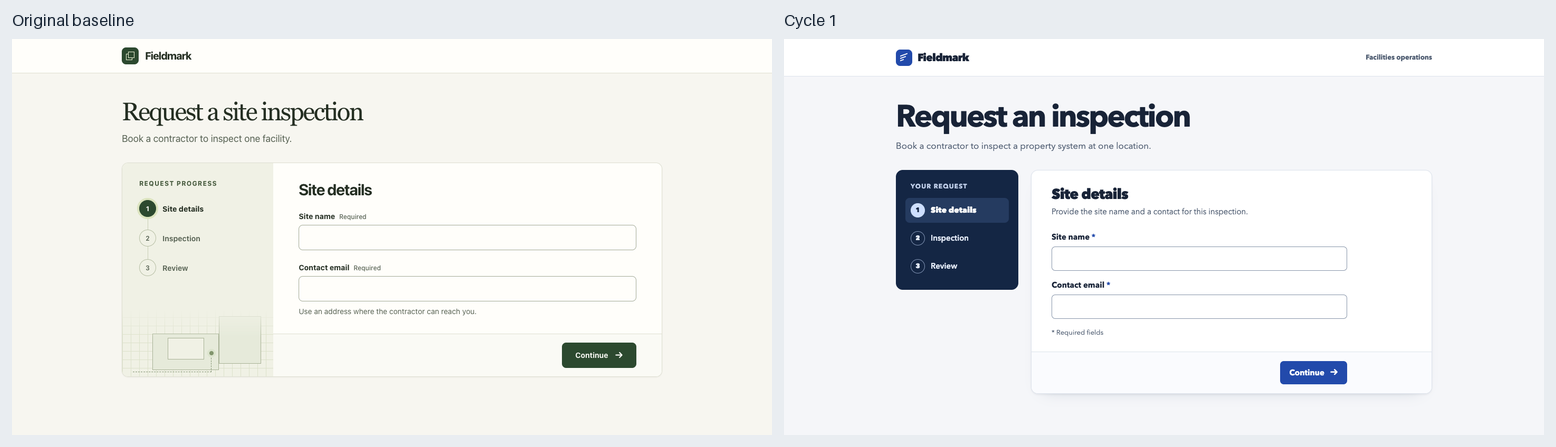 Original baseline
Fieldmark
Request a site inspection
Book a contractor to inspect one facility.
REQUEST PROGRESS
1 Site details
2 Inspection
3 Review
Site details
Site name Required
Contact email Required
Use an address where the contractor can reach you.
Continue →
Cycle 1
Fieldmark
Facilities operations
Request an inspection
Book a contractor to inspect a property system at one location.
YOUR REQUEST
1 Site details
2 Inspection
3 Review
Site details
Provide the site name and a contact for this inspection.
Site name *
Contact email *
* Required fields
Continue →